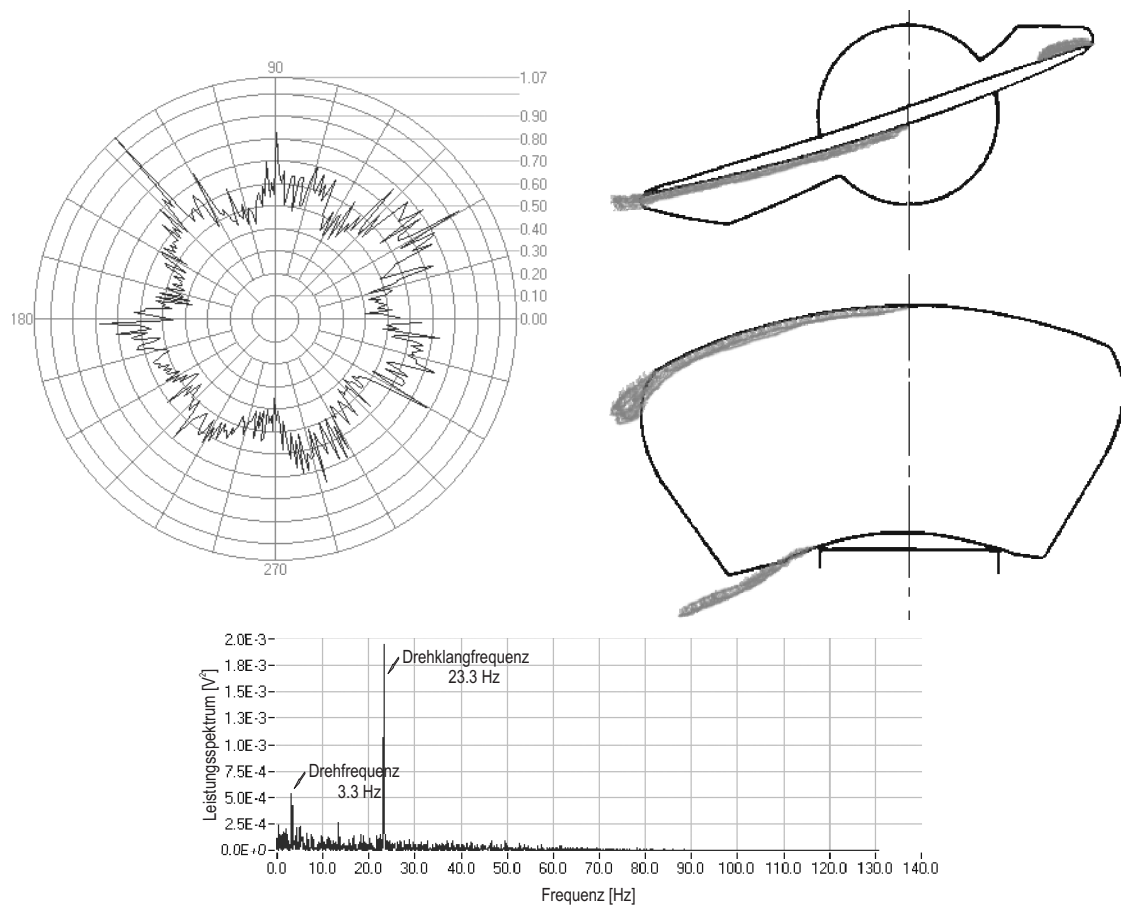 90
1.07
0.90
0.80
0.70
0.60
0.50
0.40
0.30
0.20
0.10
180
0.00
270
Leistungsspektrum [V²]
2.0E-3
1.8E-3
1.5E-3
1.3E-3
1.0E-3
7.5E-4
5.0E-4
2.5E-4
0.0E+0
Drehklangfrequenz
23.3 Hz
Drehfrequenz
3.3 Hz
0.0 10.0 20.0 30.0 40.0 50.0 60.0 70.0 80.0 90.0 100.0 110.0 120.0 130.0 140.0
Frequenz [Hz]